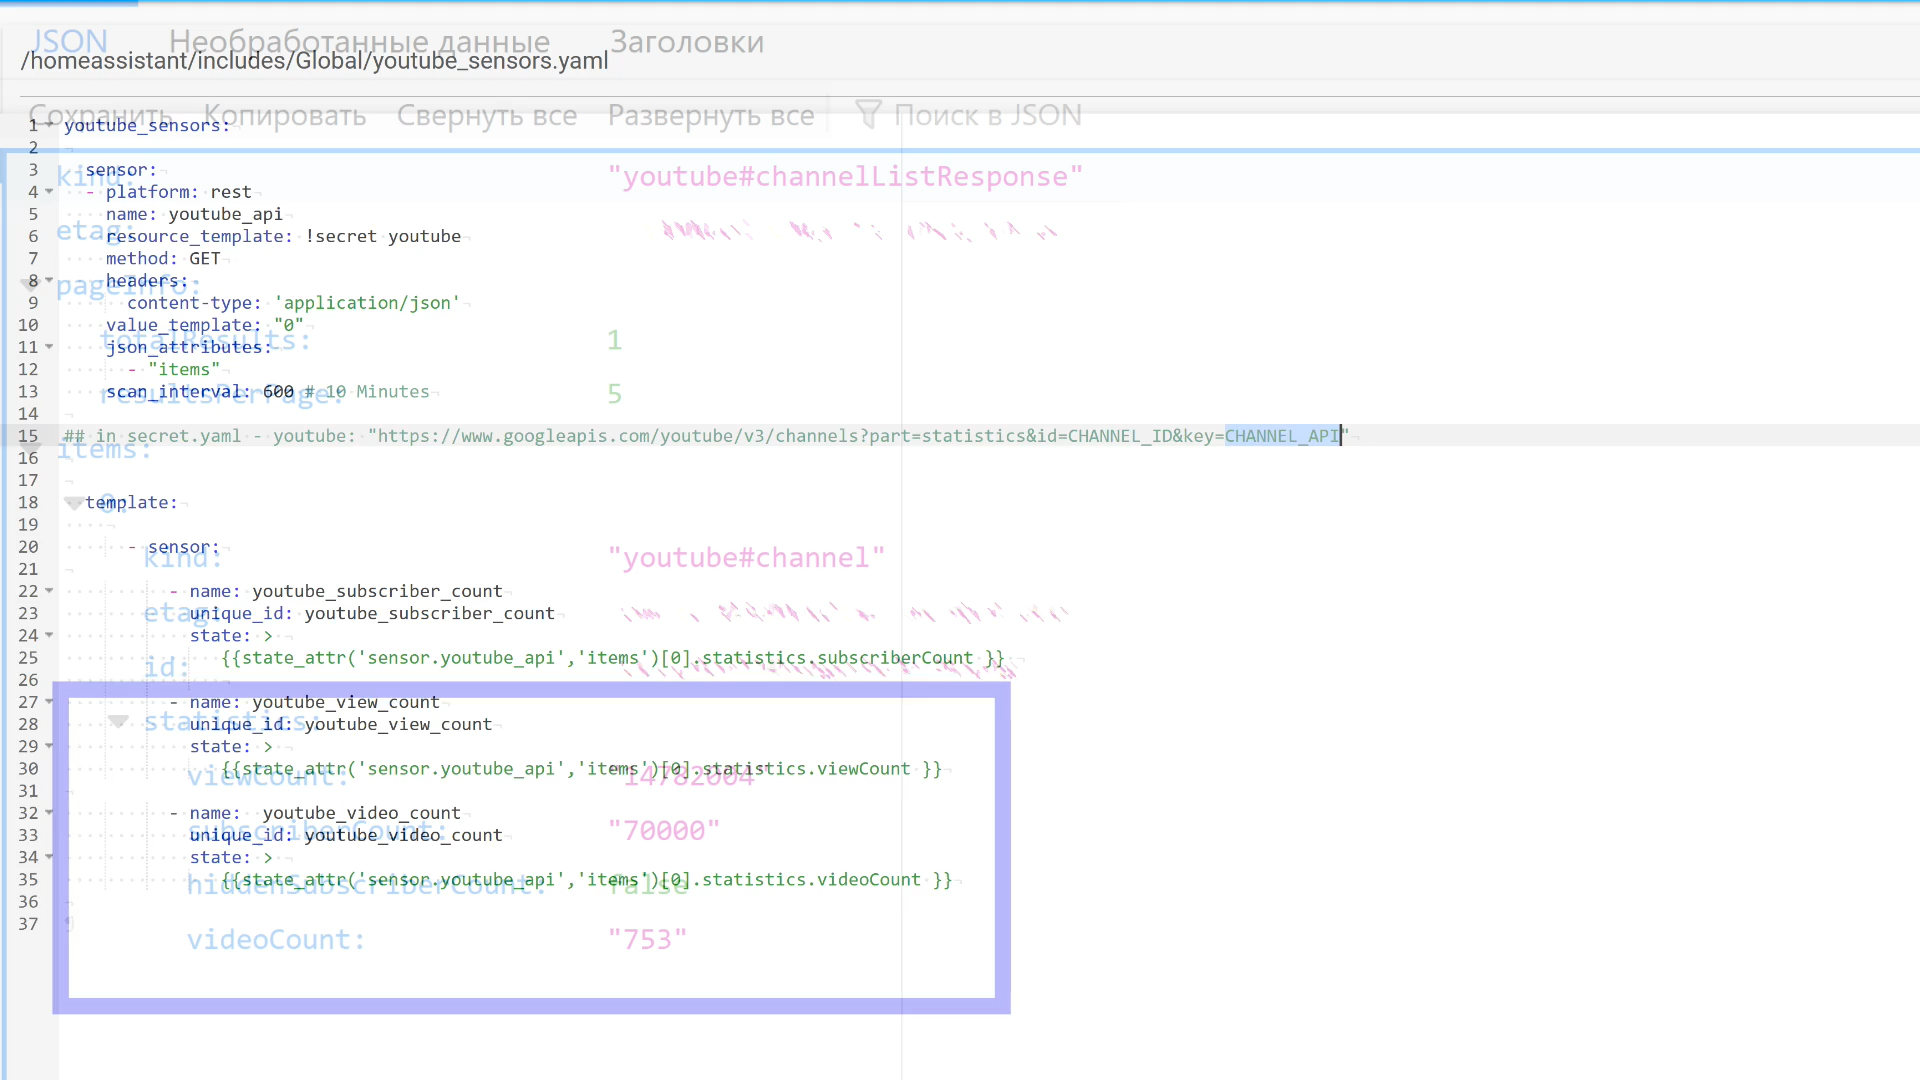 JSON Необработанные данные Заголовки
/homeassistant/includes/Global/youtube_sensors.yaml
Сохранить Копировать Свернуть все Развернуть все Поиск в JSON
1 youtube_sensors:
2
3 sensor:
kind: "youtube#channelListResponse"
4 - platform: rest
5 name: youtube_api
etag:
6 resource_template: !secret youtube
7 method: GET
8 headers:
pageInfo:
9 content-type: 'application/json'
10 value_template: "0"
totalResults: 1
11 json_attributes:
12 - "items"
13 scan_interval: 600 # 10 Minutes
resultsPerPage: 5
14
15 ## in secret.yaml - youtube: "https://www.googleapis.com/youtube/v3/channels?part=statistics&id=CHANNEL_ID&key=CHANNEL_API"
items:
16
17
18 template:
0:
19
20 - sensor:
kind: "youtube#channel"
21
22 - name: youtube_subscriber_count
23 unique_id: youtube_subscriber_count
etag:
24 state: >
25 {{state_attr('sensor.youtube_api','items')[0].statistics.subscriberCount }}
id:
26
27 - name: youtube_view_count
28 unique_id: youtube_view_count
statistics:
29 state: >
30 {{state_attr('sensor.youtube_api','items')[0].statistics.viewCount }}
viewCount: "14782004"
31
32 - name: youtube_video_count
33 unique_id: youtube_video_count
subscriberCount: "70000"
34 state: >
35 {{state_attr('sensor.youtube_api','items')[0].statistics.videoCount }}
hiddenSubscriberCount: false
36
37
videoCount: "753"